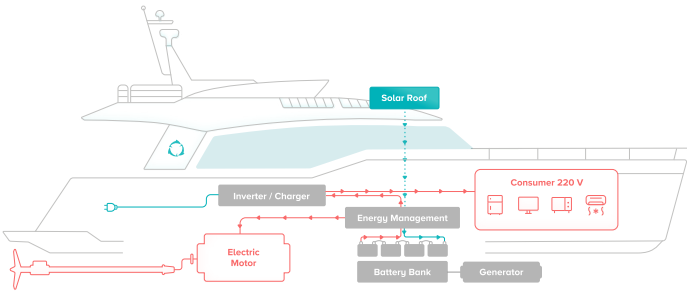 Solar Roof
Consumer 220 V
Inverter / Charger
Energy Management
Electric
Motor
Battery Bank
Generator